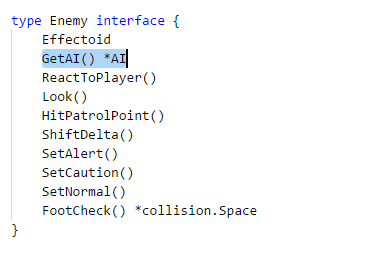 type Enemy interface {
    Effectoid
    GetAI() *AI
    ReactToPlayer()
    Look()
    HitPatrolPoint()
    ShiftDelta()
    SetAlert()
    SetCaution()
    SetNormal()
    FootCheck() *collision.Space
}